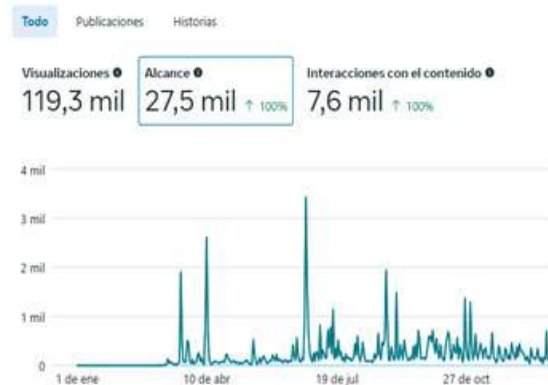 Todo Publicaciones Historias
Visualizaciones Alcance Interacciones con el contenido
119,3 mil 27,5 mil ↑ 100% 7,6 mil ↑ 100%
4 mil
3 mil
2 mil
1 mil
0
1 de ene 10 de abr 19 de jul 27 de oct